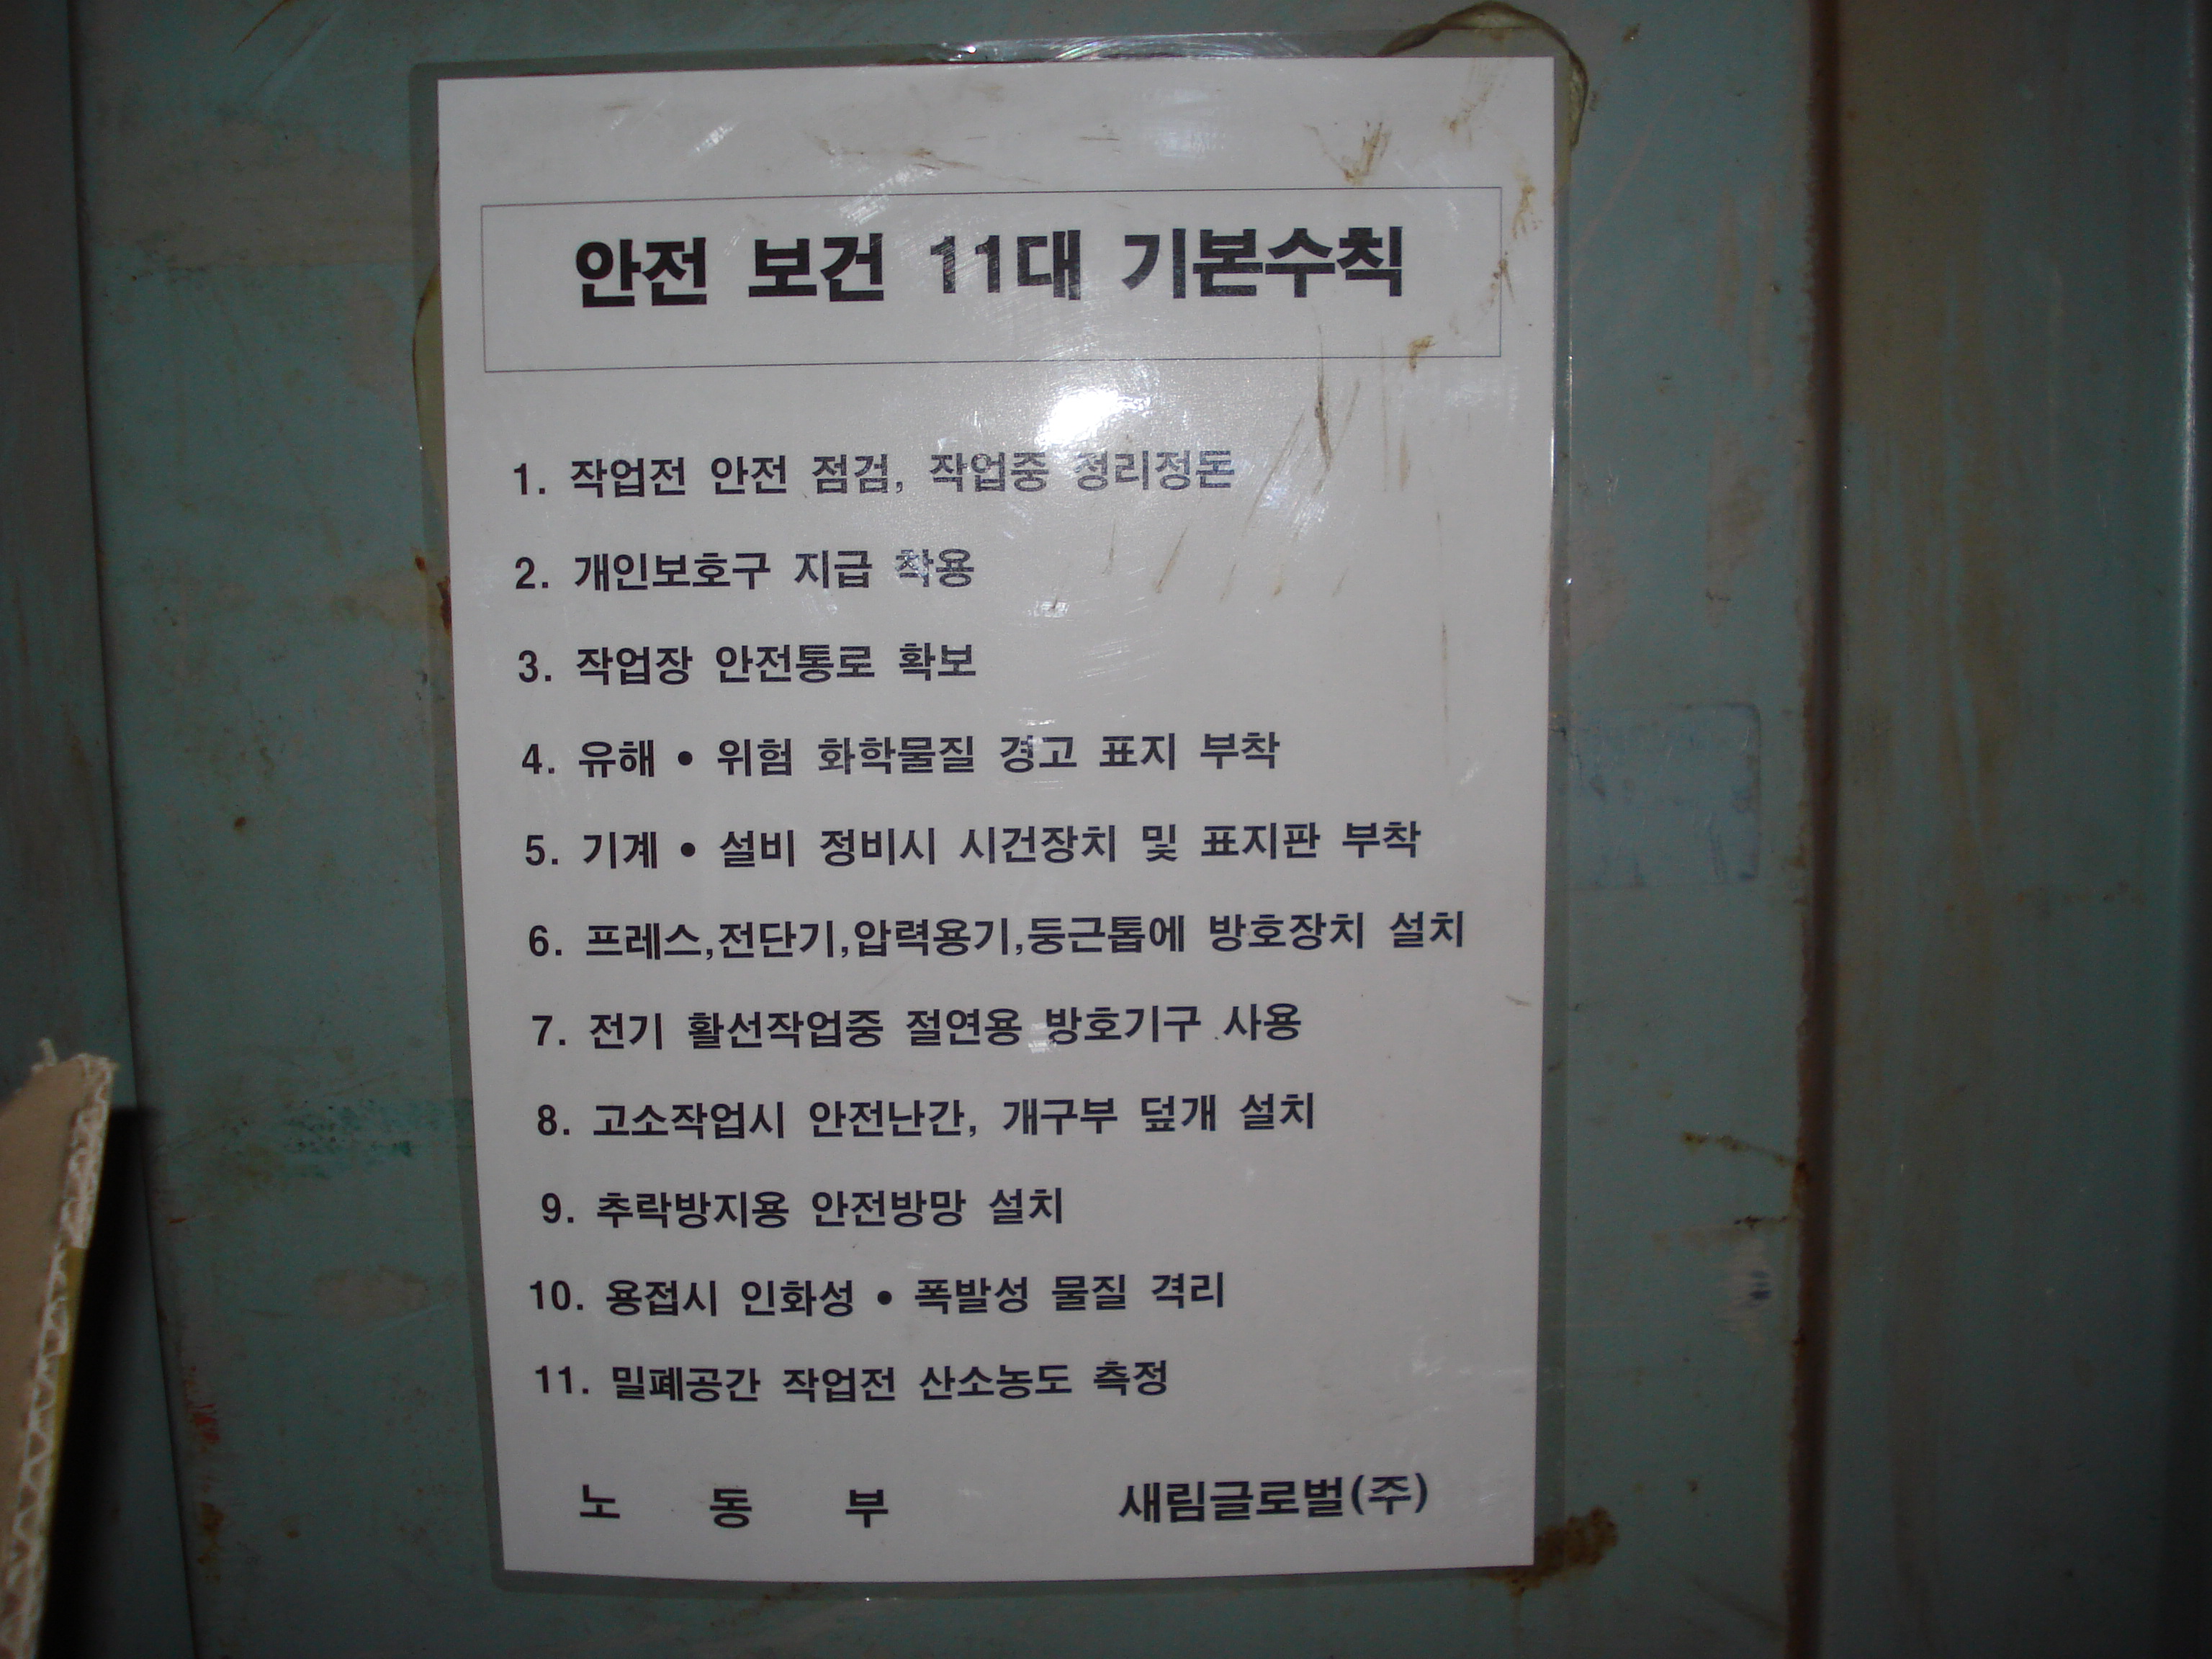 안전 보건 11대 기본수칙
1. 작업전 안전 점검, 작업중 정리정돈
2. 개인보호구 지급 착용
3. 작업장 안전통로 확보
4. 유해 • 위험 화학물질 경고 표지 부착
5. 기계 • 설비 정비시 시건장치 및 표지판 부착
6. 프레스,전단기,압력용기,둥근톱에 방호장치 설치
7. 전기 활선작업중 절연용 방호기구 사용
8. 고소작업시 안전난간, 개구부 덮개 설치
9. 추락방지용 안전방망 설치
10. 용접시 인화성 • 폭발성 물질 격리
11. 밀폐공간 작업전 산소농도 측정
노 동 부 새림글로벌(주)